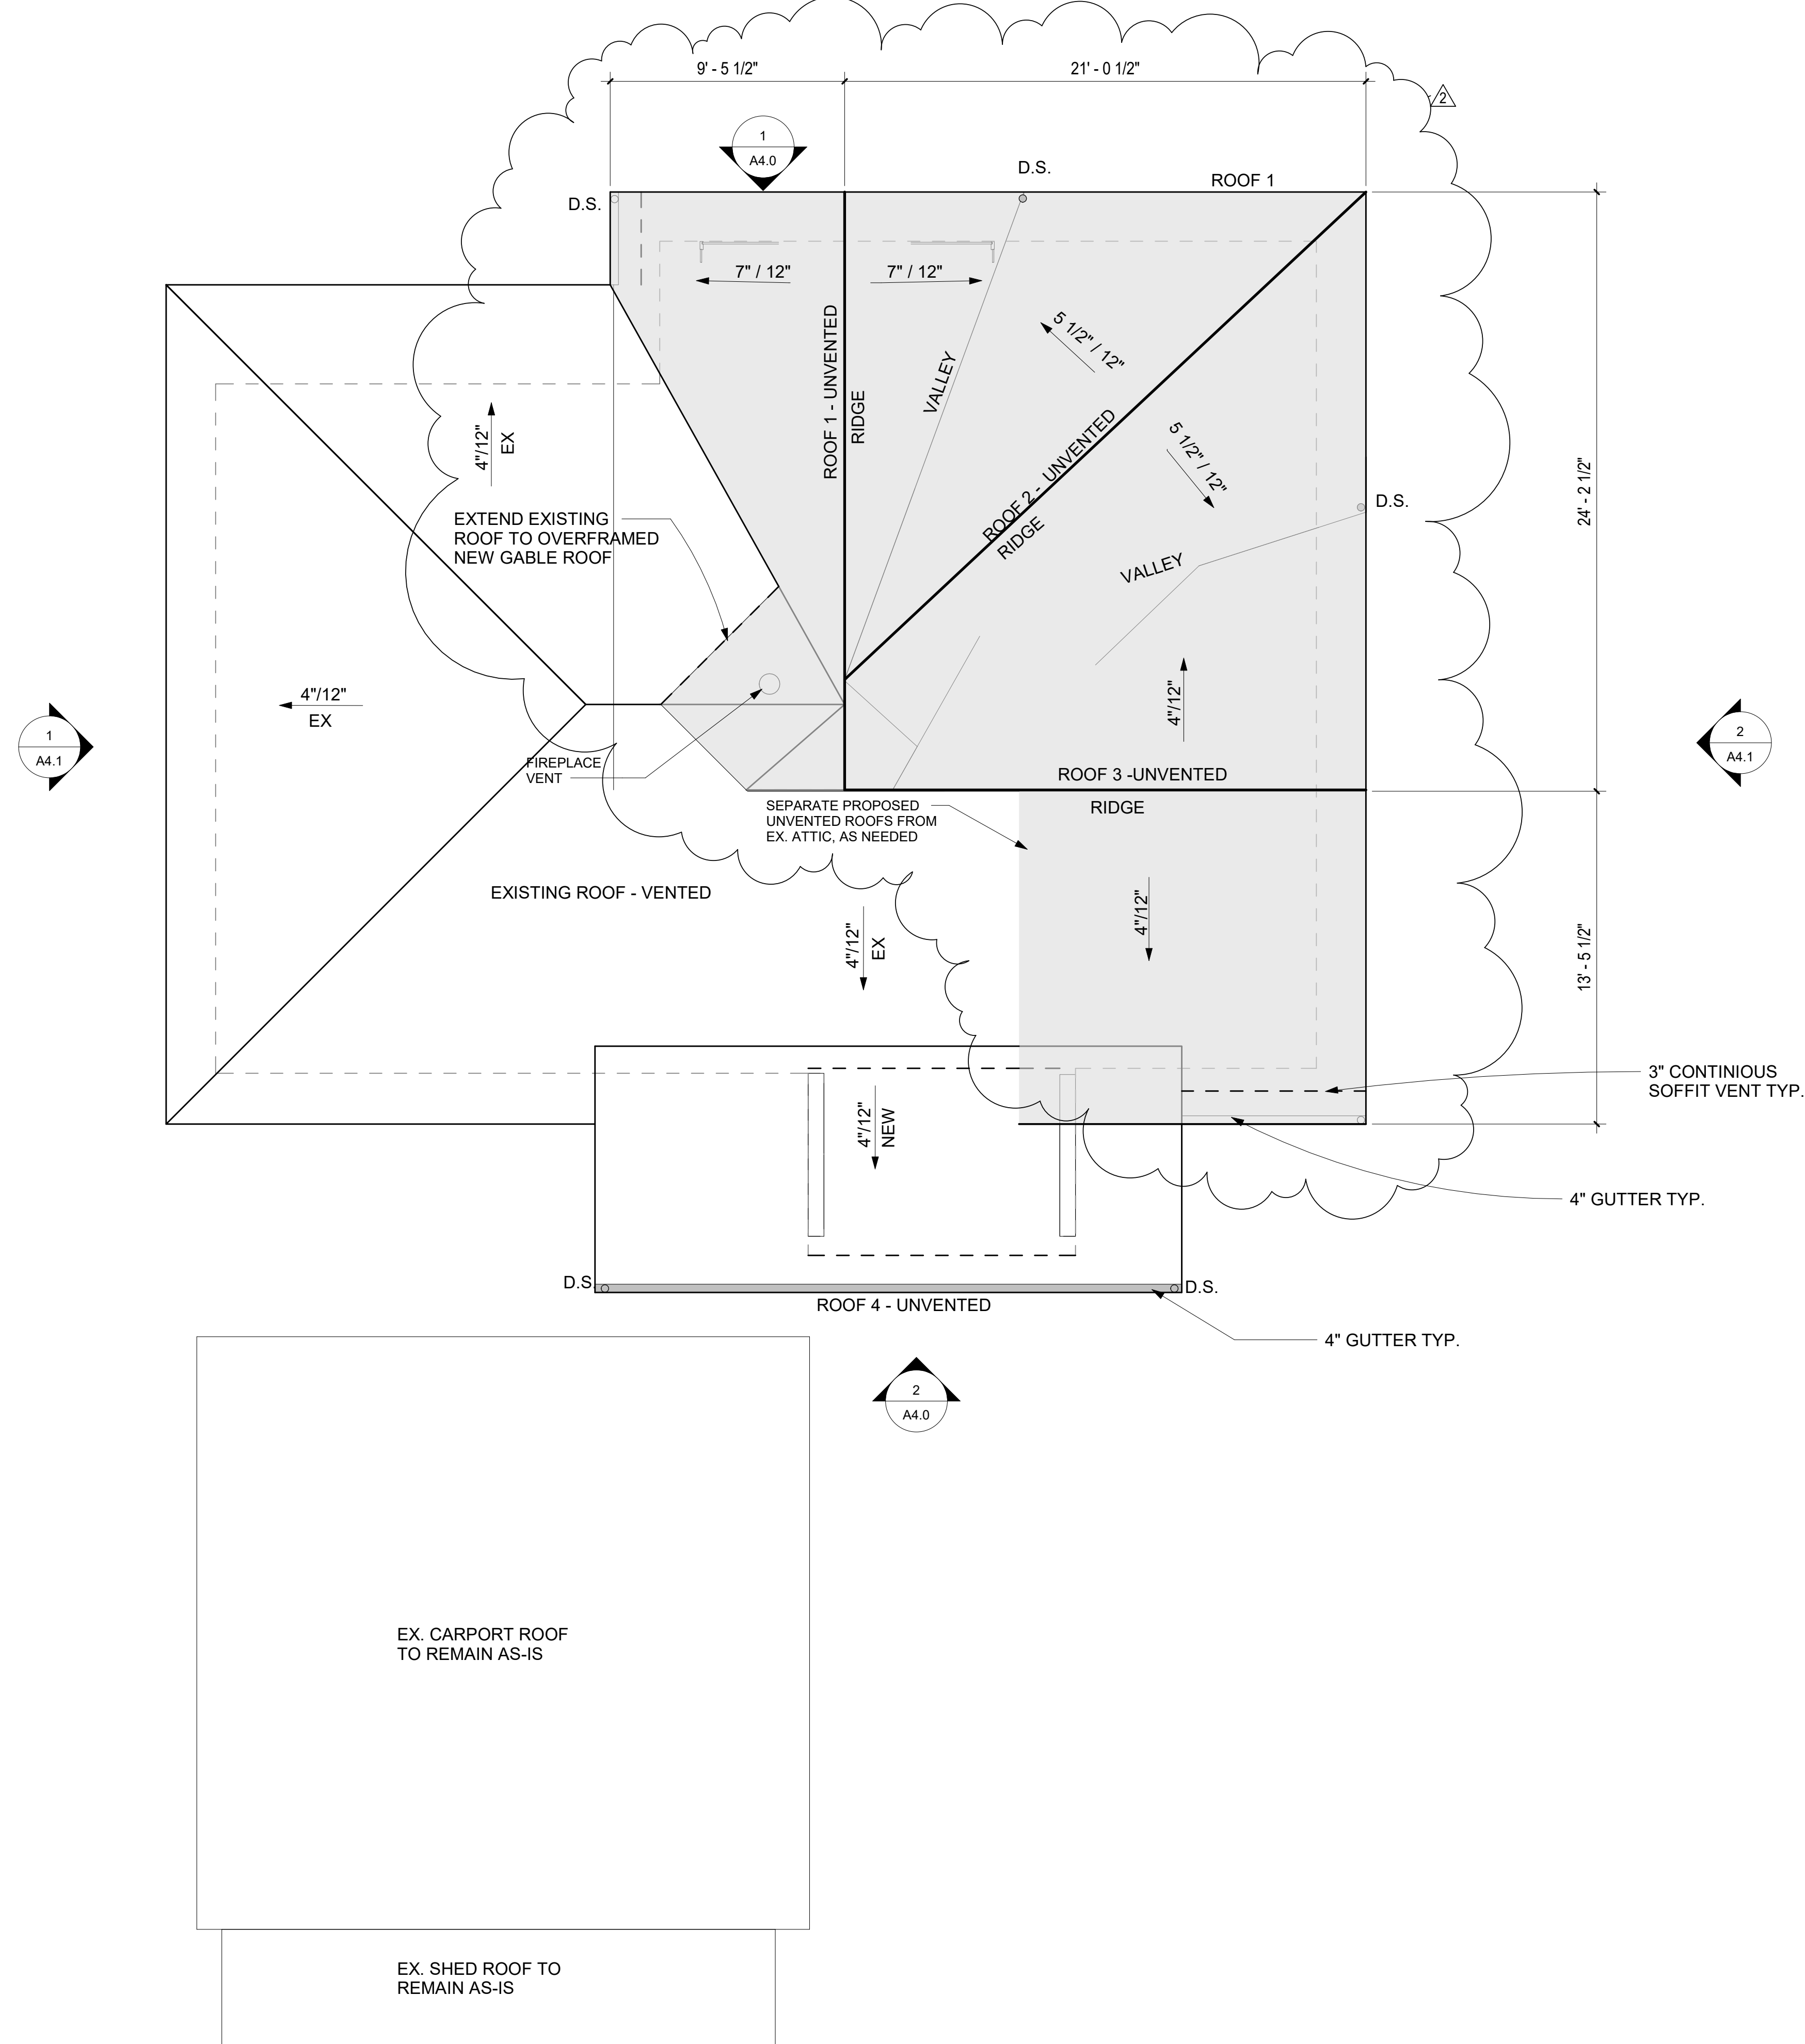 9' - 5 1/2"
21' - 0 1/2"
2
1
A4.0
D.S.
ROOF 1
D.S.
7" / 12"
7" / 12"
ROOF 1 - UNVENTED
RIDGE
VALLEY
5 1/2" / 12"
5 1/2" / 12"
ROOF 2 - UNVENTED
RIDGE
24' - 2 1/2"
D.S.
4"/12"
EX
EXTEND EXISTING
ROOF TO OVERFRAMED
NEW GABLE ROOF
VALLEY
4"/12"
EX
1
A4.1
2
A4.1
4"/12"
FIREPLACE
VENT
ROOF 3 -UNVENTED
RIDGE
SEPARATE PROPOSED
UNVENTED ROOFS FROM
EX. ATTIC, AS NEEDED
EXISTING ROOF - VENTED
4"/12"
EX
4"/12"
13' - 5 1/2"
3" CONTINIOUS
SOFFIT VENT TYP.
4"/12"
NEW
4" GUTTER TYP.
D.S.
D.S.
ROOF 4 - UNVENTED
4" GUTTER TYP.
2
A4.0
EX. CARPORT ROOF
TO REMAIN AS-IS
EX. SHED ROOF TO
REMAIN AS-IS